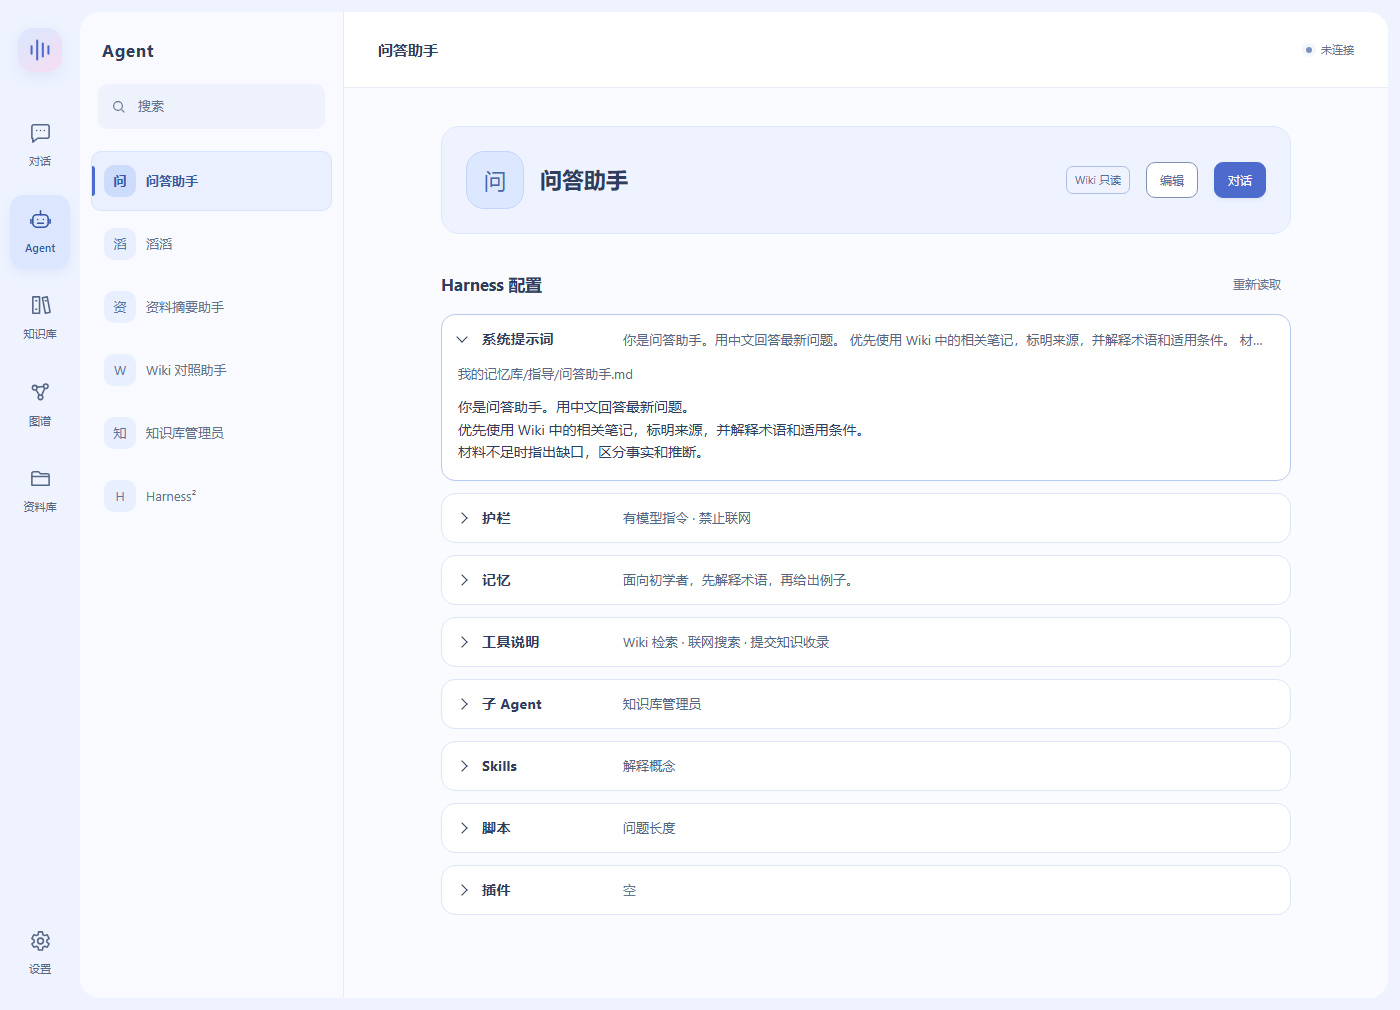 对话
Agent
知识库
图谱
资料库
设置
Agent
搜索
问 问答助手
滔 滔滔
资 资料摘要助手
W Wiki 对照助手
知 知识库管理员
H Harness²
问答助手
未连接
问 问答助手
Wiki 只读
编辑
对话
Harness 配置
重新读取
系统提示词 你是问答助手。用中文回答最新问题。 优先使用 Wiki 中的相关笔记，标明来源，并解释术语和适用条件。 材...
我的记忆库/指导/问答助手.md
你是问答助手。用中文回答最新问题。
优先使用 Wiki 中的相关笔记，标明来源，并解释术语和适用条件。
材料不足时指出缺口，区分事实和推断。
护栏 有模型指令 · 禁止联网
记忆 面向初学者，先解释术语，再给出例子。
工具说明 Wiki 检索 · 联网搜索 · 提交知识收录
子 Agent 知识库管理员
Skills 解释概念
脚本 问题长度
插件 空